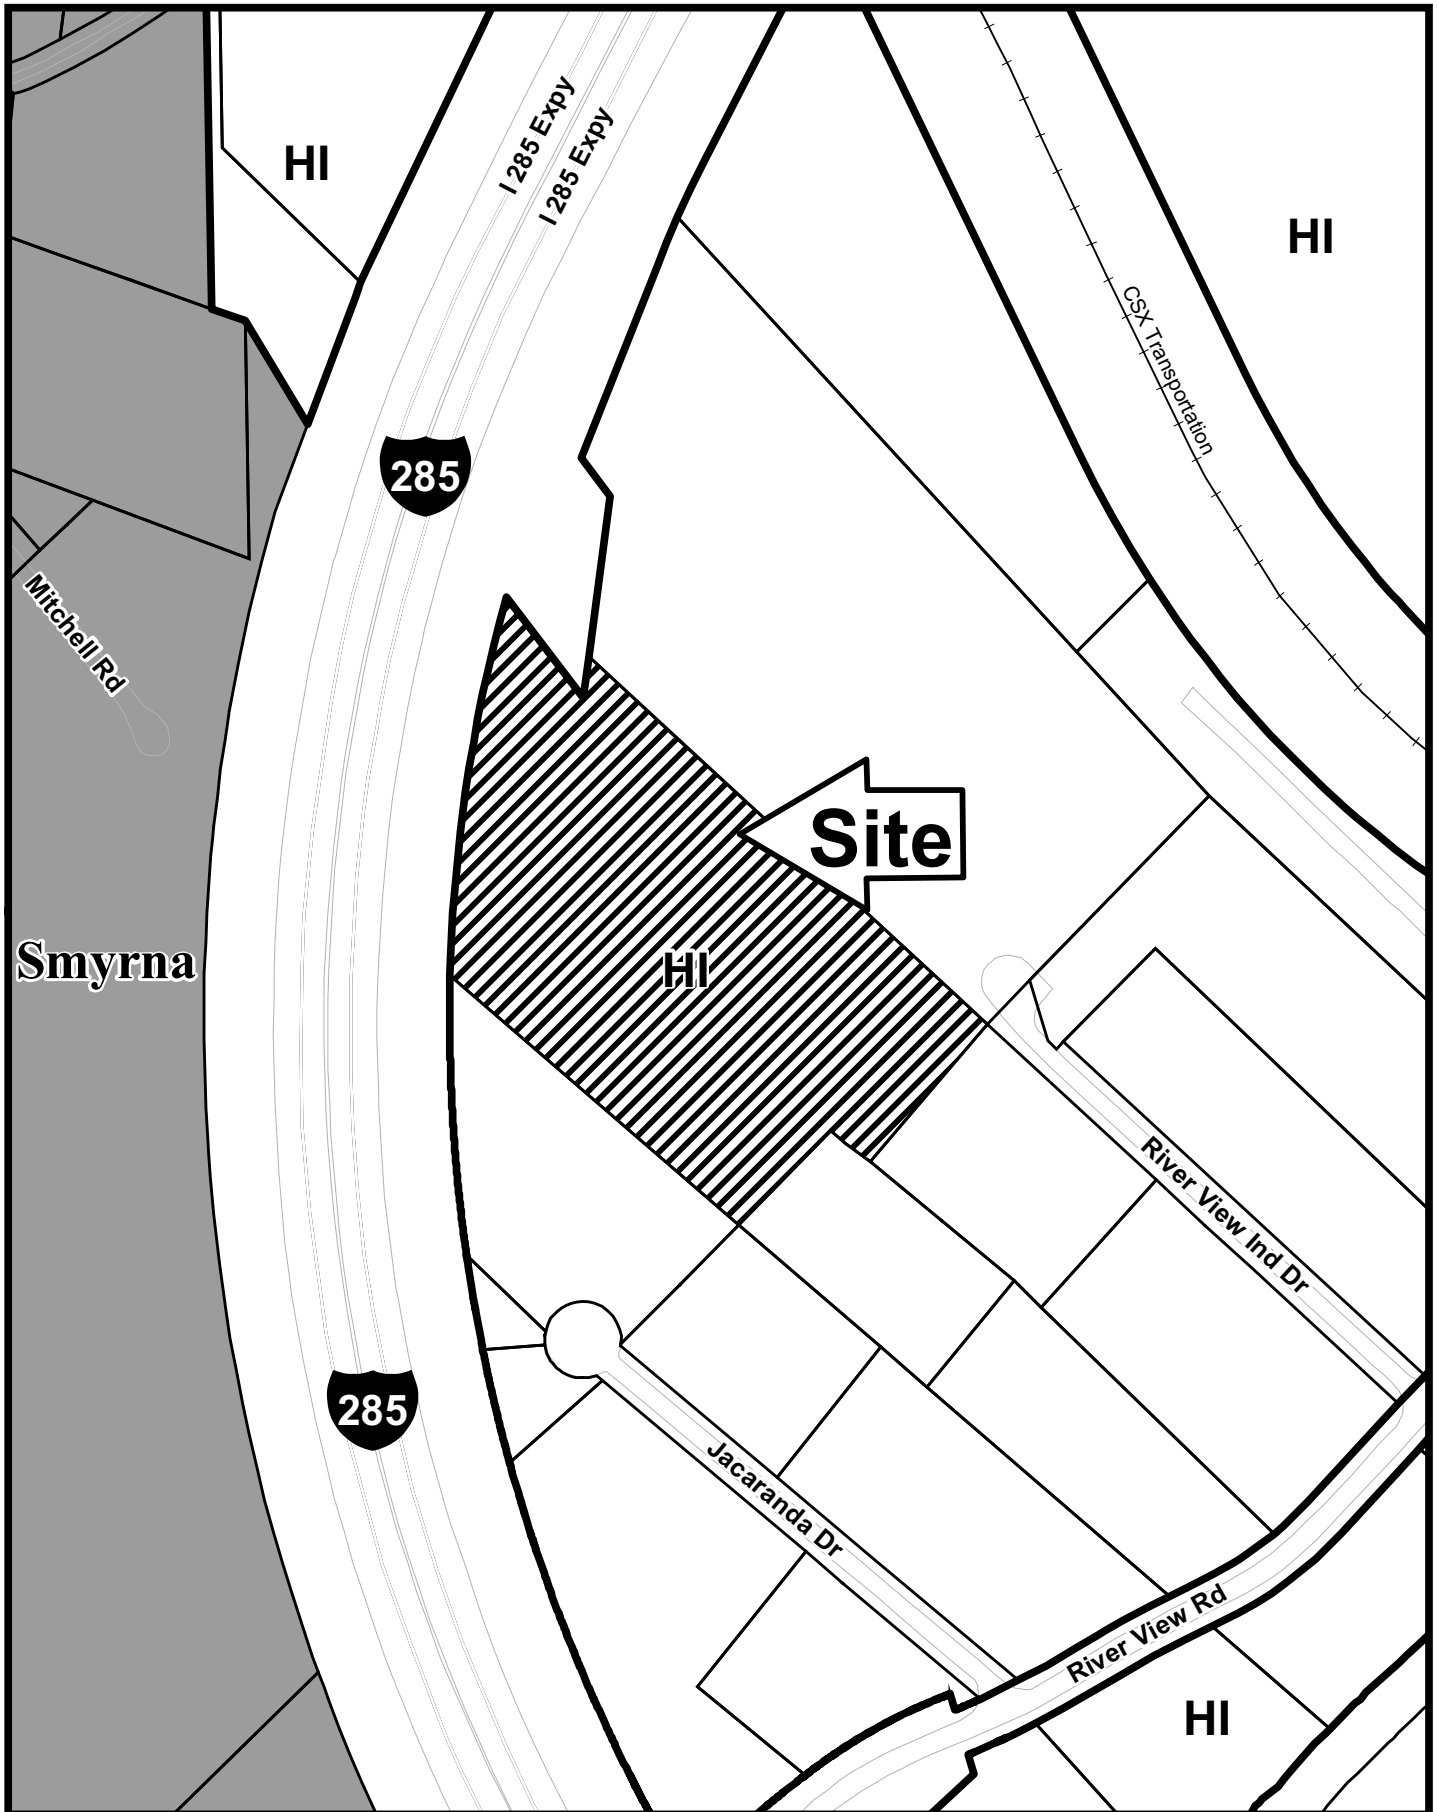 I 285 Expy
I 285 Expy
HI
HI
CSX Transportation
285
Mitchell Rd
Site
Smyrna
HI
River View Ind Dr
285
Jacaranda Dr
River View Rd
HI